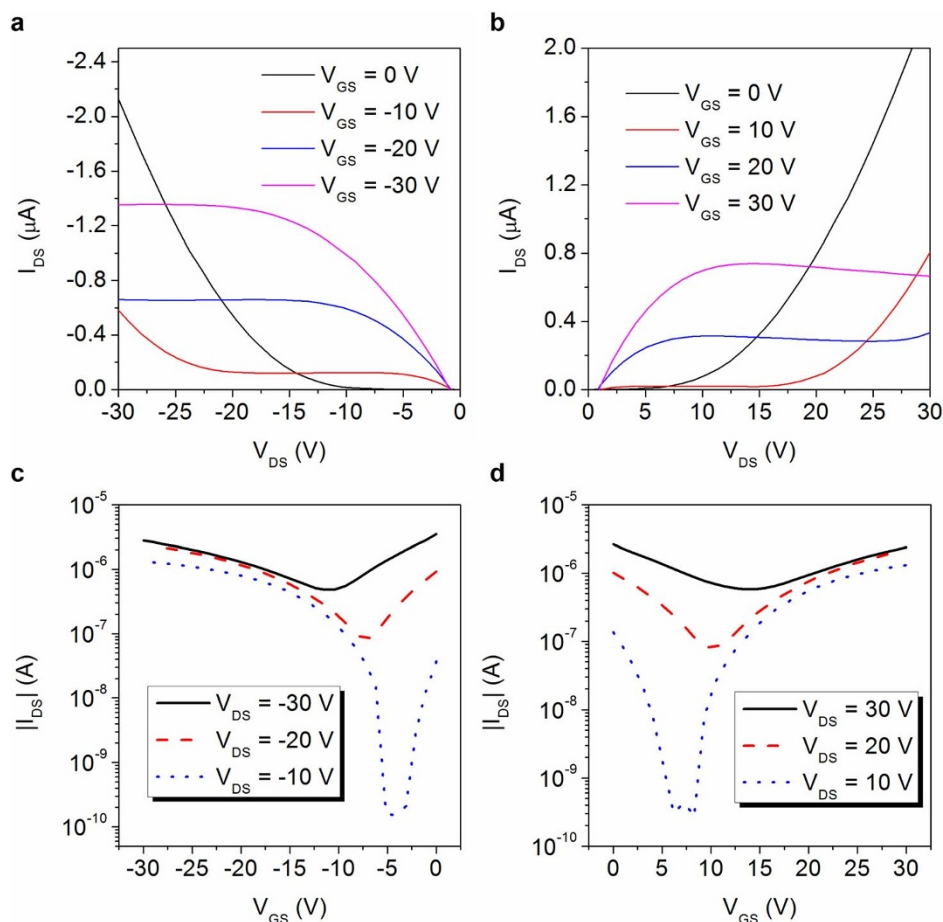 a
-2.4
-2.0
-1.6
-1.2
-0.8
-0.4
0.0
I_DS (μA)
V_GS = 0 V
V_GS = -10 V
V_GS = -20 V
V_GS = -30 V
-30 -25 -20 -15 -10 -5 0
V_DS (V)
b
2.0
1.6
1.2
0.8
0.4
0.0
I_DS (μA)
V_GS = 0 V
V_GS = 10 V
V_GS = 20 V
V_GS = 30 V
0 5 10 15 20 25 30
V_DS (V)
c
10^-5
10^-6
10^-7
10^-8
10^-9
10^-10
||I_DS| (A)
V_DS = -30 V
V_DS = -20 V
V_DS = -10 V
-30 -25 -20 -15 -10 -5 0
V_GS (V)
d
10^-5
10^-6
10^-7
10^-8
10^-9
10^-10
||I_DS| (A)
V_DS = 30 V
V_DS = 20 V
V_DS = 10 V
0 5 10 15 20 25 30
V_GS (V)